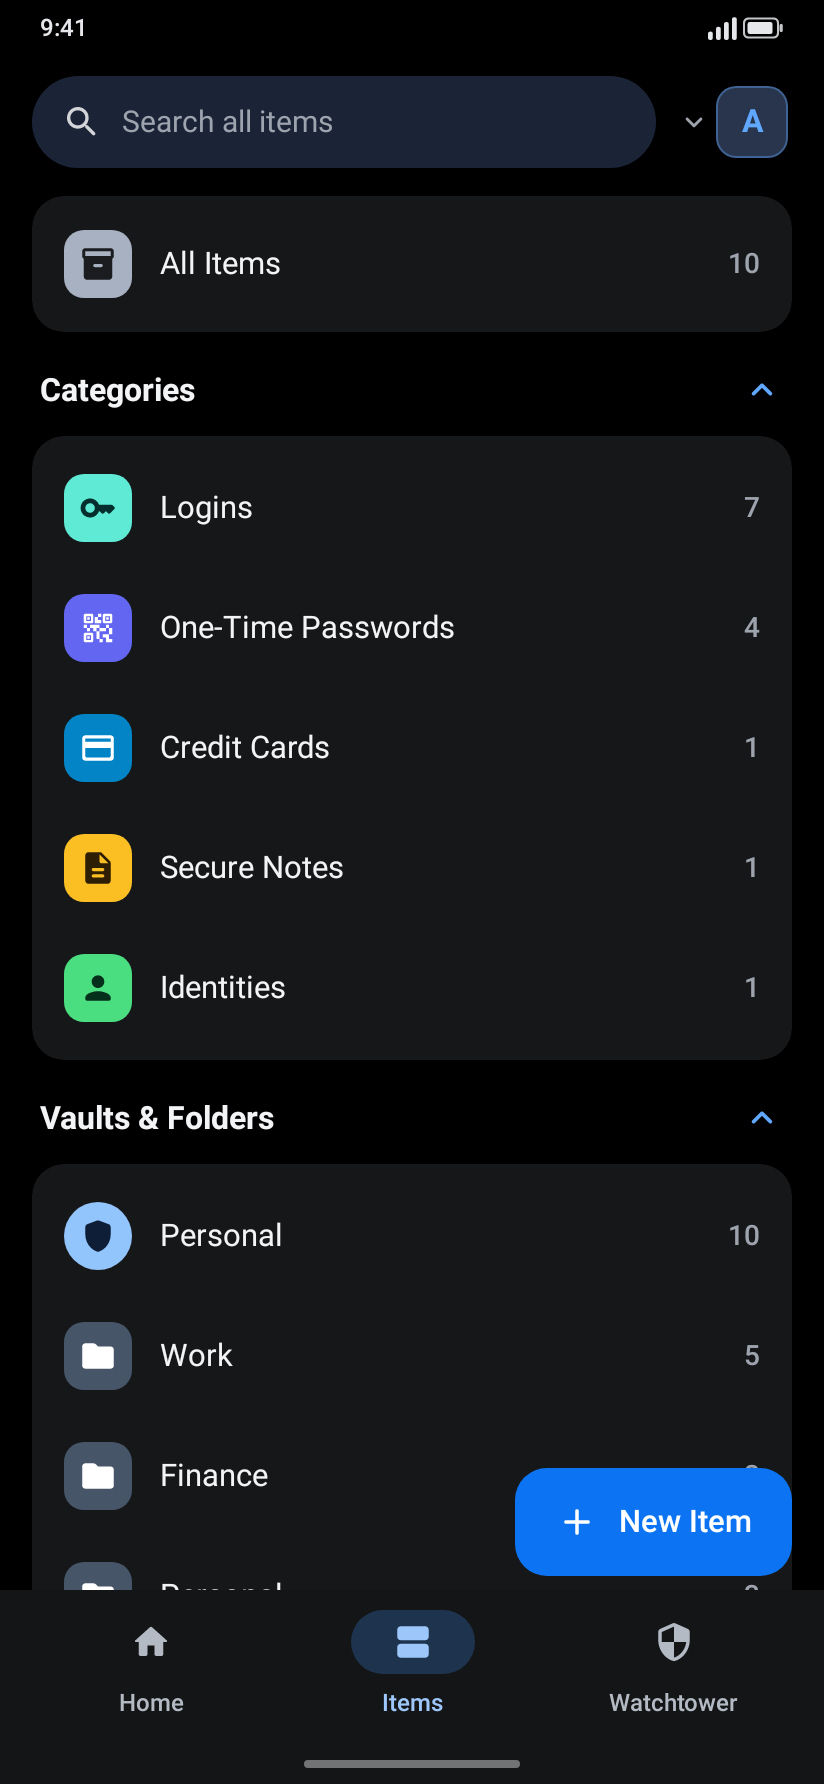 9:41
Search all items
A
All Items 10
Categories
Logins 7
One-Time Passwords 4
Credit Cards 1
Secure Notes 1
Identities 1
Vaults & Folders
Personal 10
Work 5
Finance
New Item
Personal
Home Items Watchtower